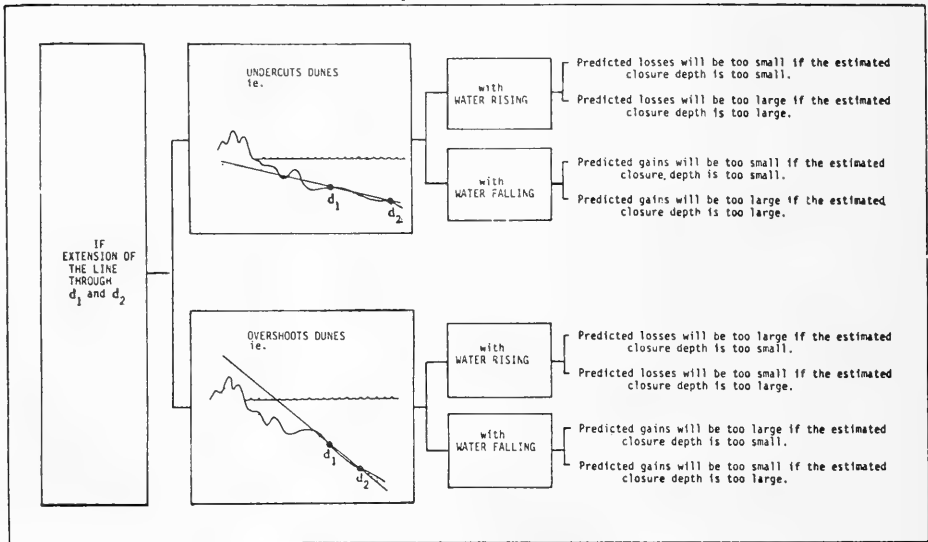 IF
EXTENSION OF
THE LINE
THROUGH
d1 and d2
UNDERCUTS DUNES
ie.
d1
d2
with
WATER RISING
Predicted losses will be too small if the estimated
closure depth is too small.
Predicted losses will be too large if the estimated
closure depth is too large.
with
WATER FALLING
Predicted gains will be too small if the estimated
closure depth is too small.
Predicted gains will be too large if the estimated
closure depth is too large.
OVERSHOOTS DUNES
ie.
d1
d2
with
WATER RISING
Predicted losses will be too large if the estimated
closure depth is too small.
Predicted losses will be too small if the estimated
closure depth is too large.
with
WATER FALLING
Predicted gains will be too large if the estimated
closure depth is too small.
Predicted gains will be too small if the estimated
closure depth is too large.